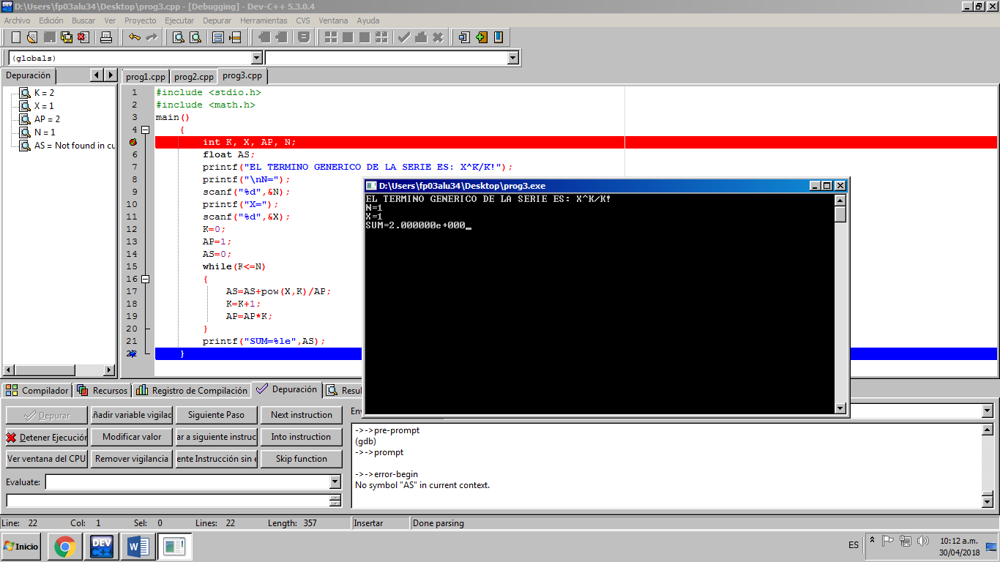 D:\Users\fp03alu34\Desktop\prog3.cpp - [Debugging] - Dev-C++ 5.3.0.4
Archivo Edición Buscar Ver Proyecto Ejecutar Depurar Herramientas CVS Ventana Ayuda
(globals)
Depuración
prog1.cpp prog2.cpp prog3.cpp
K = 2
X = 1
AP = 2
N = 1
AS = Not found in cu
1 #include <stdio.h>
2 #include <math.h>
3 main()
4 {
int K, X, AP, N;
6 float AS;
7 printf("EL TERMINO GENERICO DE LA SERIE ES: X^K/K!");
8 printf("\nN=");
9 scanf("%d",&N);
10 printf("X=");
11 scanf("%d",&X);
12 K=0;
13 AP=1;
14 AS=0;
15 while(K<=N)
16 {
17 AS=AS+pow(X,K)/AP;
18 K=K+1;
19 AP=AP*K;
20 }
21 printf("SUM=%le",AS);
22 }
D:\Users\fp03alu34\Desktop\prog3.exe
EL TERMINO GENERICO DE LA SERIE ES: X^K/K!
N=1
X=1
SUM=2.000000e+000_
Compilador Recursos Registro de Compilación Depuración Resul
Depurar ñadir variable vigilad Siguiente Paso Next instruction
Detener Ejecución Modificar valor ar a siguiente instruc Into instruction
Ver ventana del CPU Remover vigilancia ente Instrucción sin e Skip function
Evaluate:
Env
->->pre-prompt
(gdb)
->->prompt
->->error-begin
No symbol "AS" in current context.
Line: 22 Col: 1 Sel: 0 Lines: 22 Length: 357 Insertar Done parsing
Inicio
DEV C++
W
ES
10:12 a.m.
30/04/2018